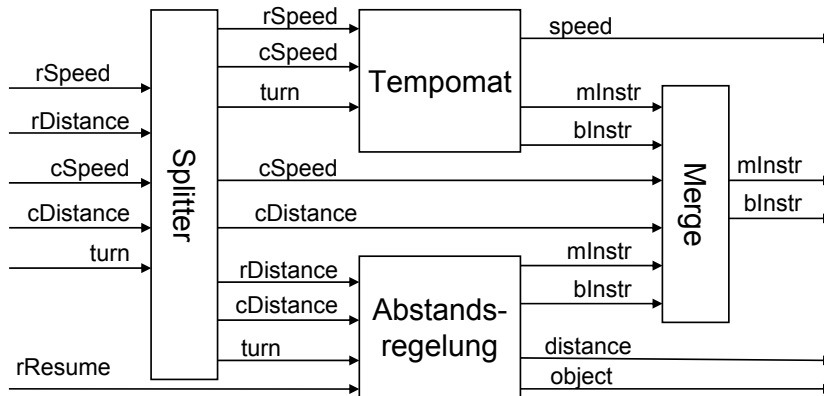 rSpeed
rDistance
cSpeed
cDistance
turn
rResume
Splitter
rSpeed
cSpeed
turn
cSpeed
cDistance
rDistance
cDistance
turn
Tempomat
Abstands-
regelung
speed
mInstr
bInstr
mInstr
bInstr
distance
object
Merge
mInstr
bInstr